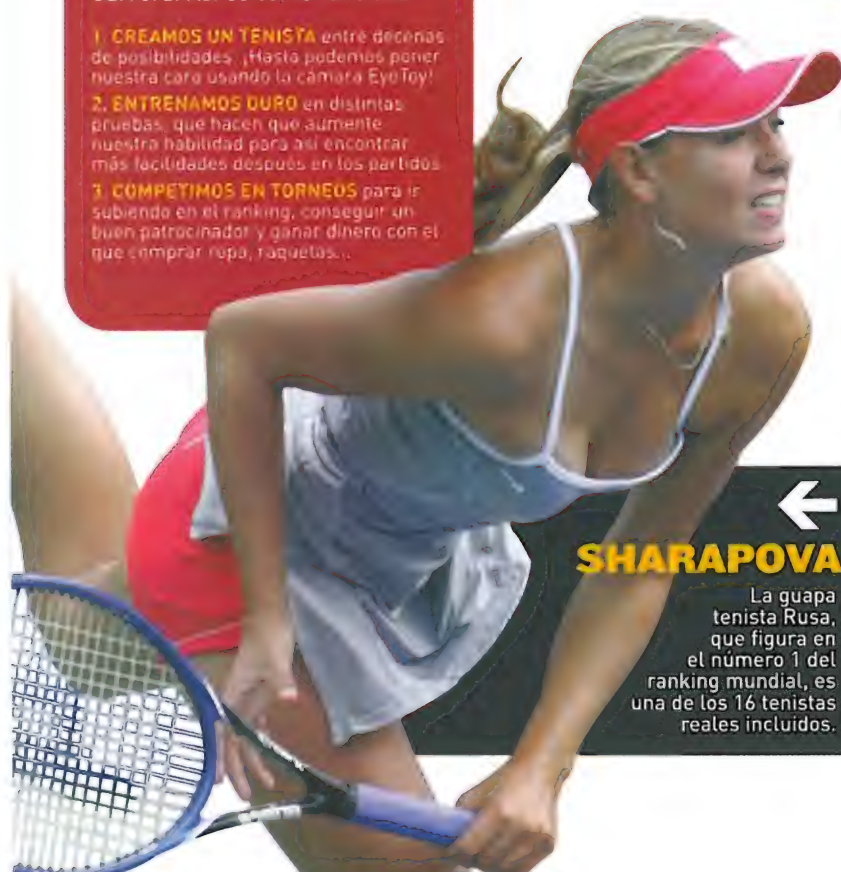 1. CREAMOS UN TENISTA entre decenas
de posibilidades. ¡Hasta podemos poner
nuestra cara usando la cámara EyeToy!
2. ENTRENAMOS DURO en distintas
pruebas, que hacen que aumente
nuestra habilidad para así encontrar
más facilidades después en los partidos.
3. COMPETIMOS EN TORNEOS para ir
subiendo en el ranking, conseguir un
buen patrocinador y ganar dinero con el
que comprar ropa, raquetas...
SHARAPOVA
La guapa
tenista Rusa,
que figura en
el número 1 del
ranking mundial, es
una de los 16 tenistas
reales incluidos.